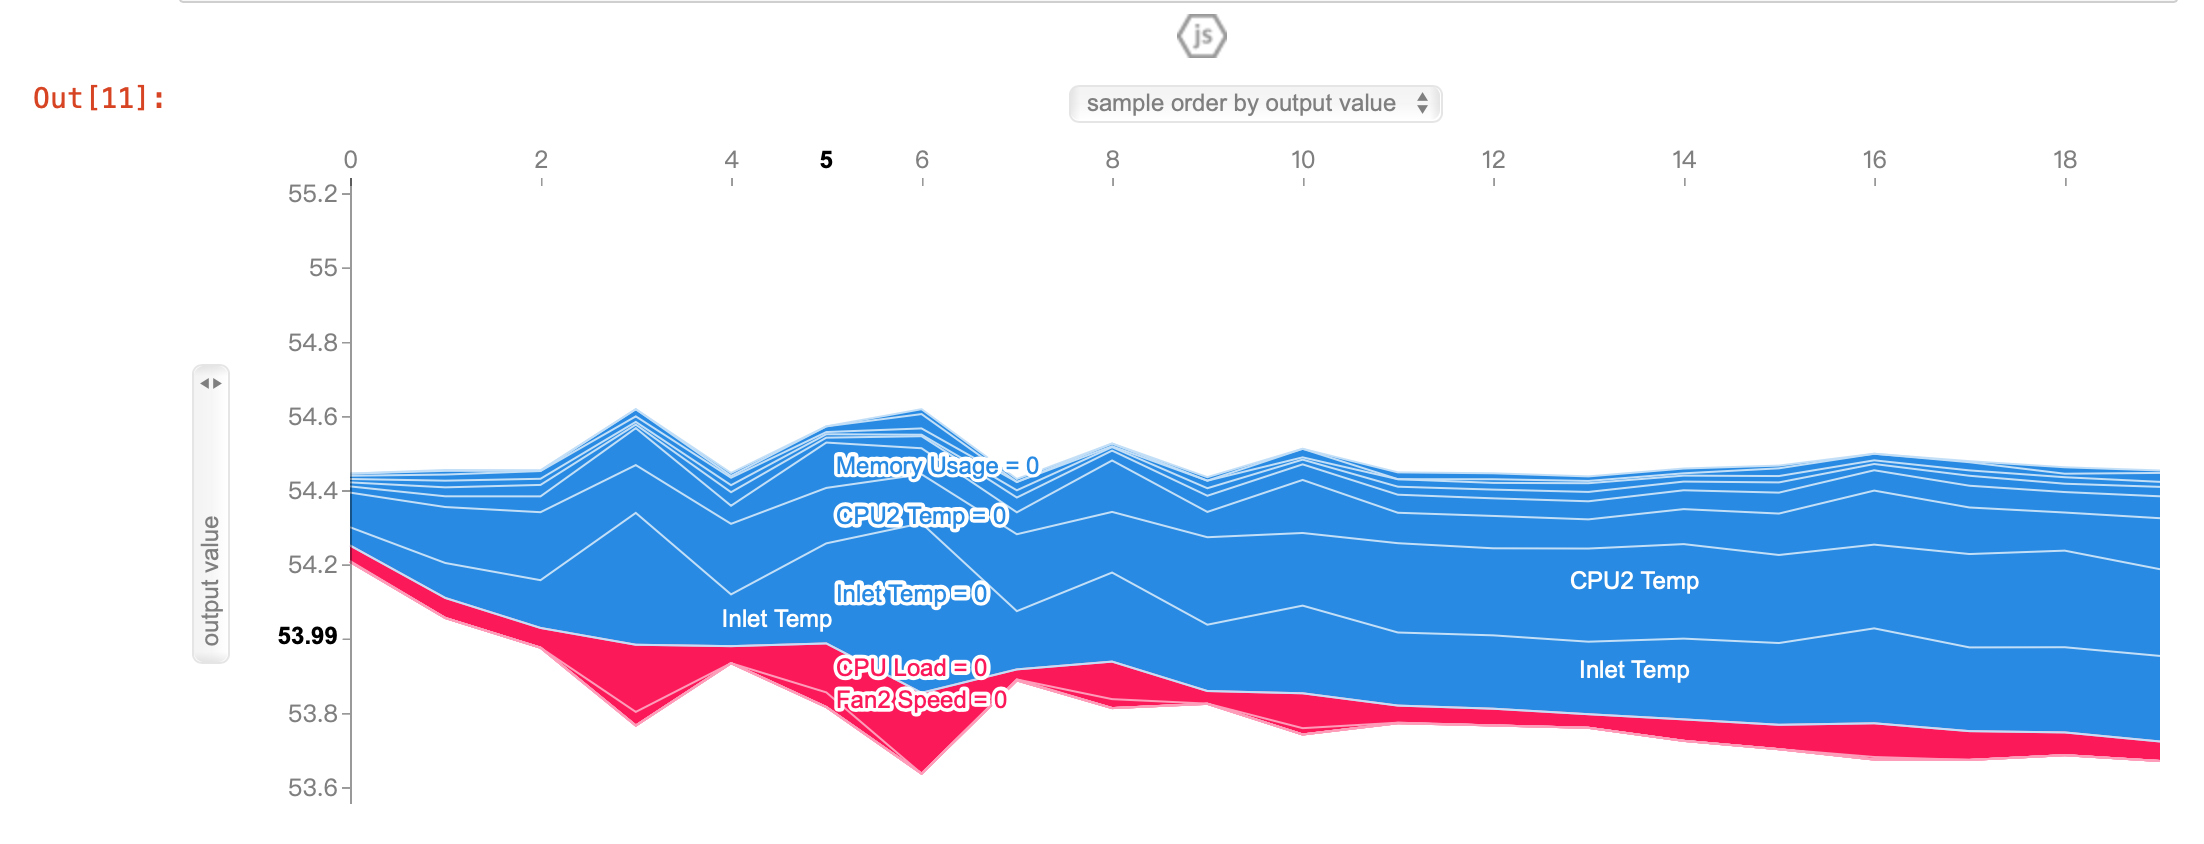 js
Out[11]:
sample order by output value
0 2 4 5 6 8 10 12 14 16 18
55.2
55
54.8
54.6
54.4
54.2
53.99
53.8
53.6
output value
Memory Usage = 0
CPU2 Temp = 0
CPU2 Temp
Inlet Temp = 0
Inlet Temp
CPU Load = 0
Inlet Temp
Fan2 Speed = 0